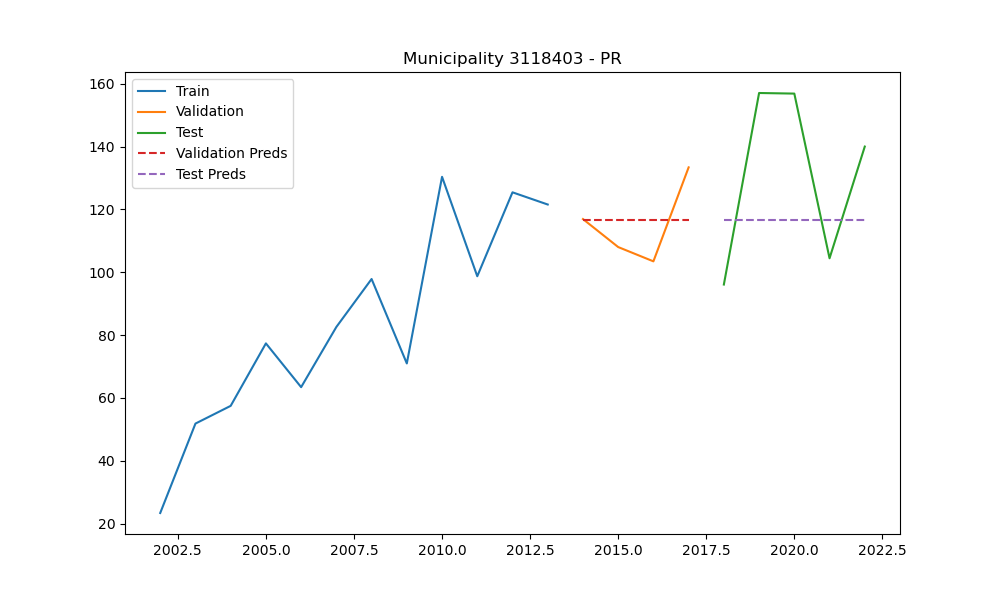 Municipality 3118403 - PR
160
140
120
100
80
60
40
20
Train
Validation
Test
Validation Preds
Test Preds
2002.5 2005.0 2007.5 2010.0 2012.5 2015.0 2017.5 2020.0 2022.5